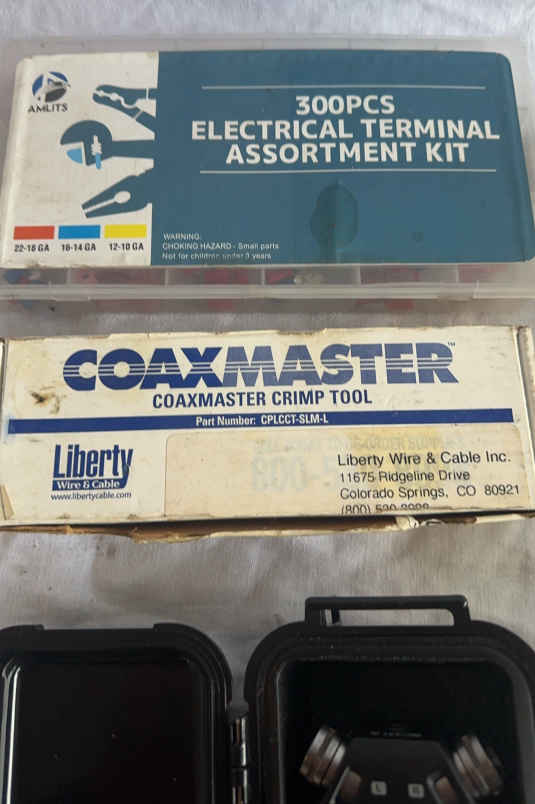 AMLITS
300PCS
ELECTRICAL TERMINAL
ASSORTMENT KIT
22-18 GA 16-14 GA 12-10 GA
WARNING:
CHOKING HAZARD - Small parts
Not for children under 3 years
COAXMASTER™
COAXMASTER CRIMP TOOL
Part Number: CPLCCT-SLM-L
Liberty
Wire & Cable
www.libertycable.com
Liberty Wire & Cable Inc.
11675 Ridgeline Drive
Colorado Springs, CO 80921
(800)
L R